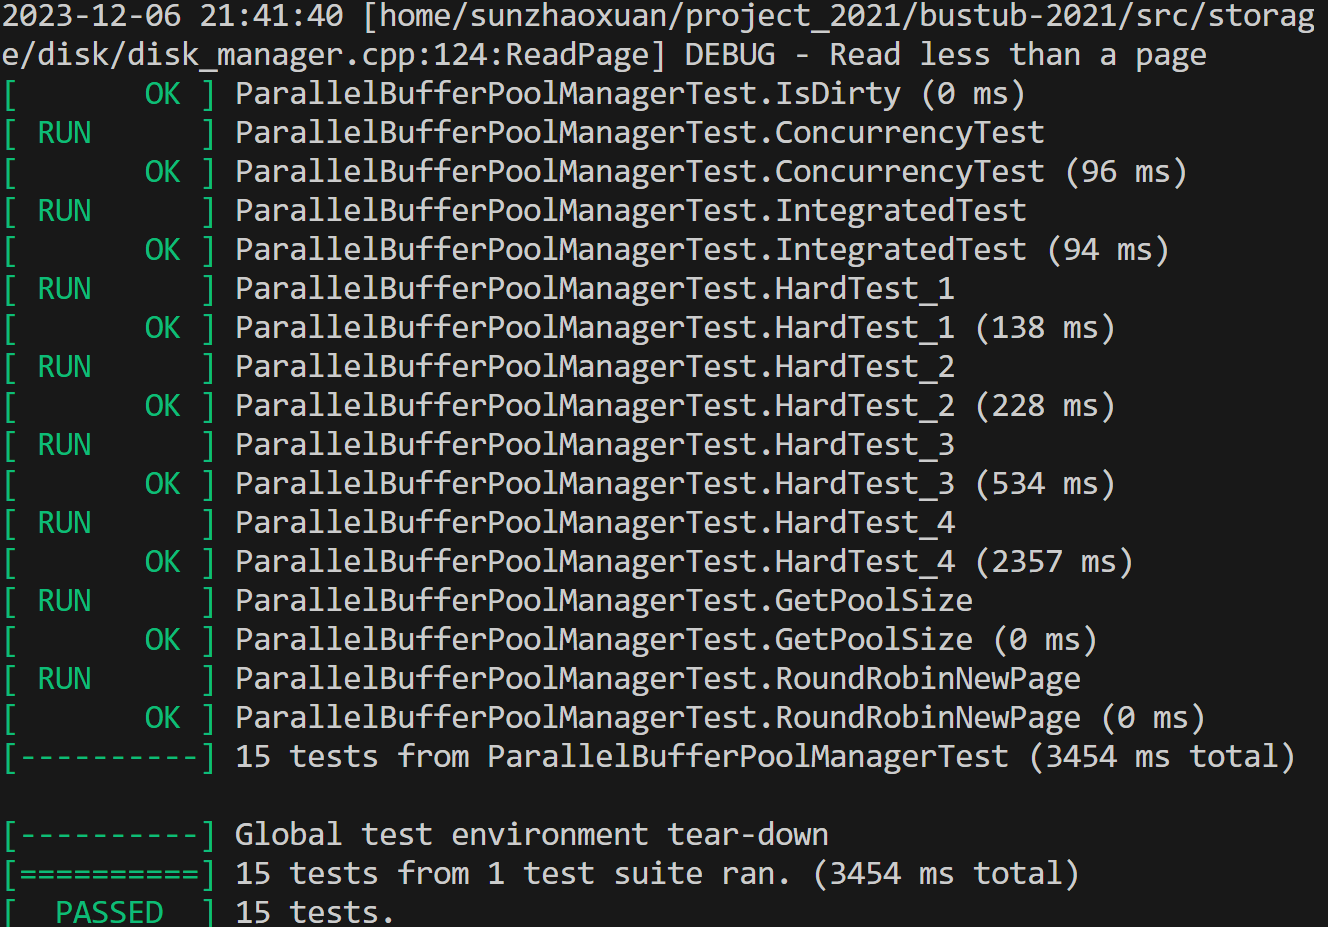 2023-12-06 21:41:40 [home/sunzhaoxuan/project_2021/bustub-2021/src/storag
e/disk/disk_manager.cpp:124:ReadPage] DEBUG - Read less than a page
[       OK ] ParallelBufferPoolManagerTest.IsDirty (0 ms)
[ RUN      ] ParallelBufferPoolManagerTest.ConcurrencyTest
[       OK ] ParallelBufferPoolManagerTest.ConcurrencyTest (96 ms)
[ RUN      ] ParallelBufferPoolManagerTest.IntegratedTest
[       OK ] ParallelBufferPoolManagerTest.IntegratedTest (94 ms)
[ RUN      ] ParallelBufferPoolManagerTest.HardTest_1
[       OK ] ParallelBufferPoolManagerTest.HardTest_1 (138 ms)
[ RUN      ] ParallelBufferPoolManagerTest.HardTest_2
[       OK ] ParallelBufferPoolManagerTest.HardTest_2 (228 ms)
[ RUN      ] ParallelBufferPoolManagerTest.HardTest_3
[       OK ] ParallelBufferPoolManagerTest.HardTest_3 (534 ms)
[ RUN      ] ParallelBufferPoolManagerTest.HardTest_4
[       OK ] ParallelBufferPoolManagerTest.HardTest_4 (2357 ms)
[ RUN      ] ParallelBufferPoolManagerTest.GetPoolSize
[       OK ] ParallelBufferPoolManagerTest.GetPoolSize (0 ms)
[ RUN      ] ParallelBufferPoolManagerTest.RoundRobinNewPage
[       OK ] ParallelBufferPoolManagerTest.RoundRobinNewPage (0 ms)
[----------] 15 tests from ParallelBufferPoolManagerTest (3454 ms total)
[----------] Global test environment tear-down
[==========] 15 tests from 1 test suite ran. (3454 ms total)
[  PASSED  ] 15 tests.